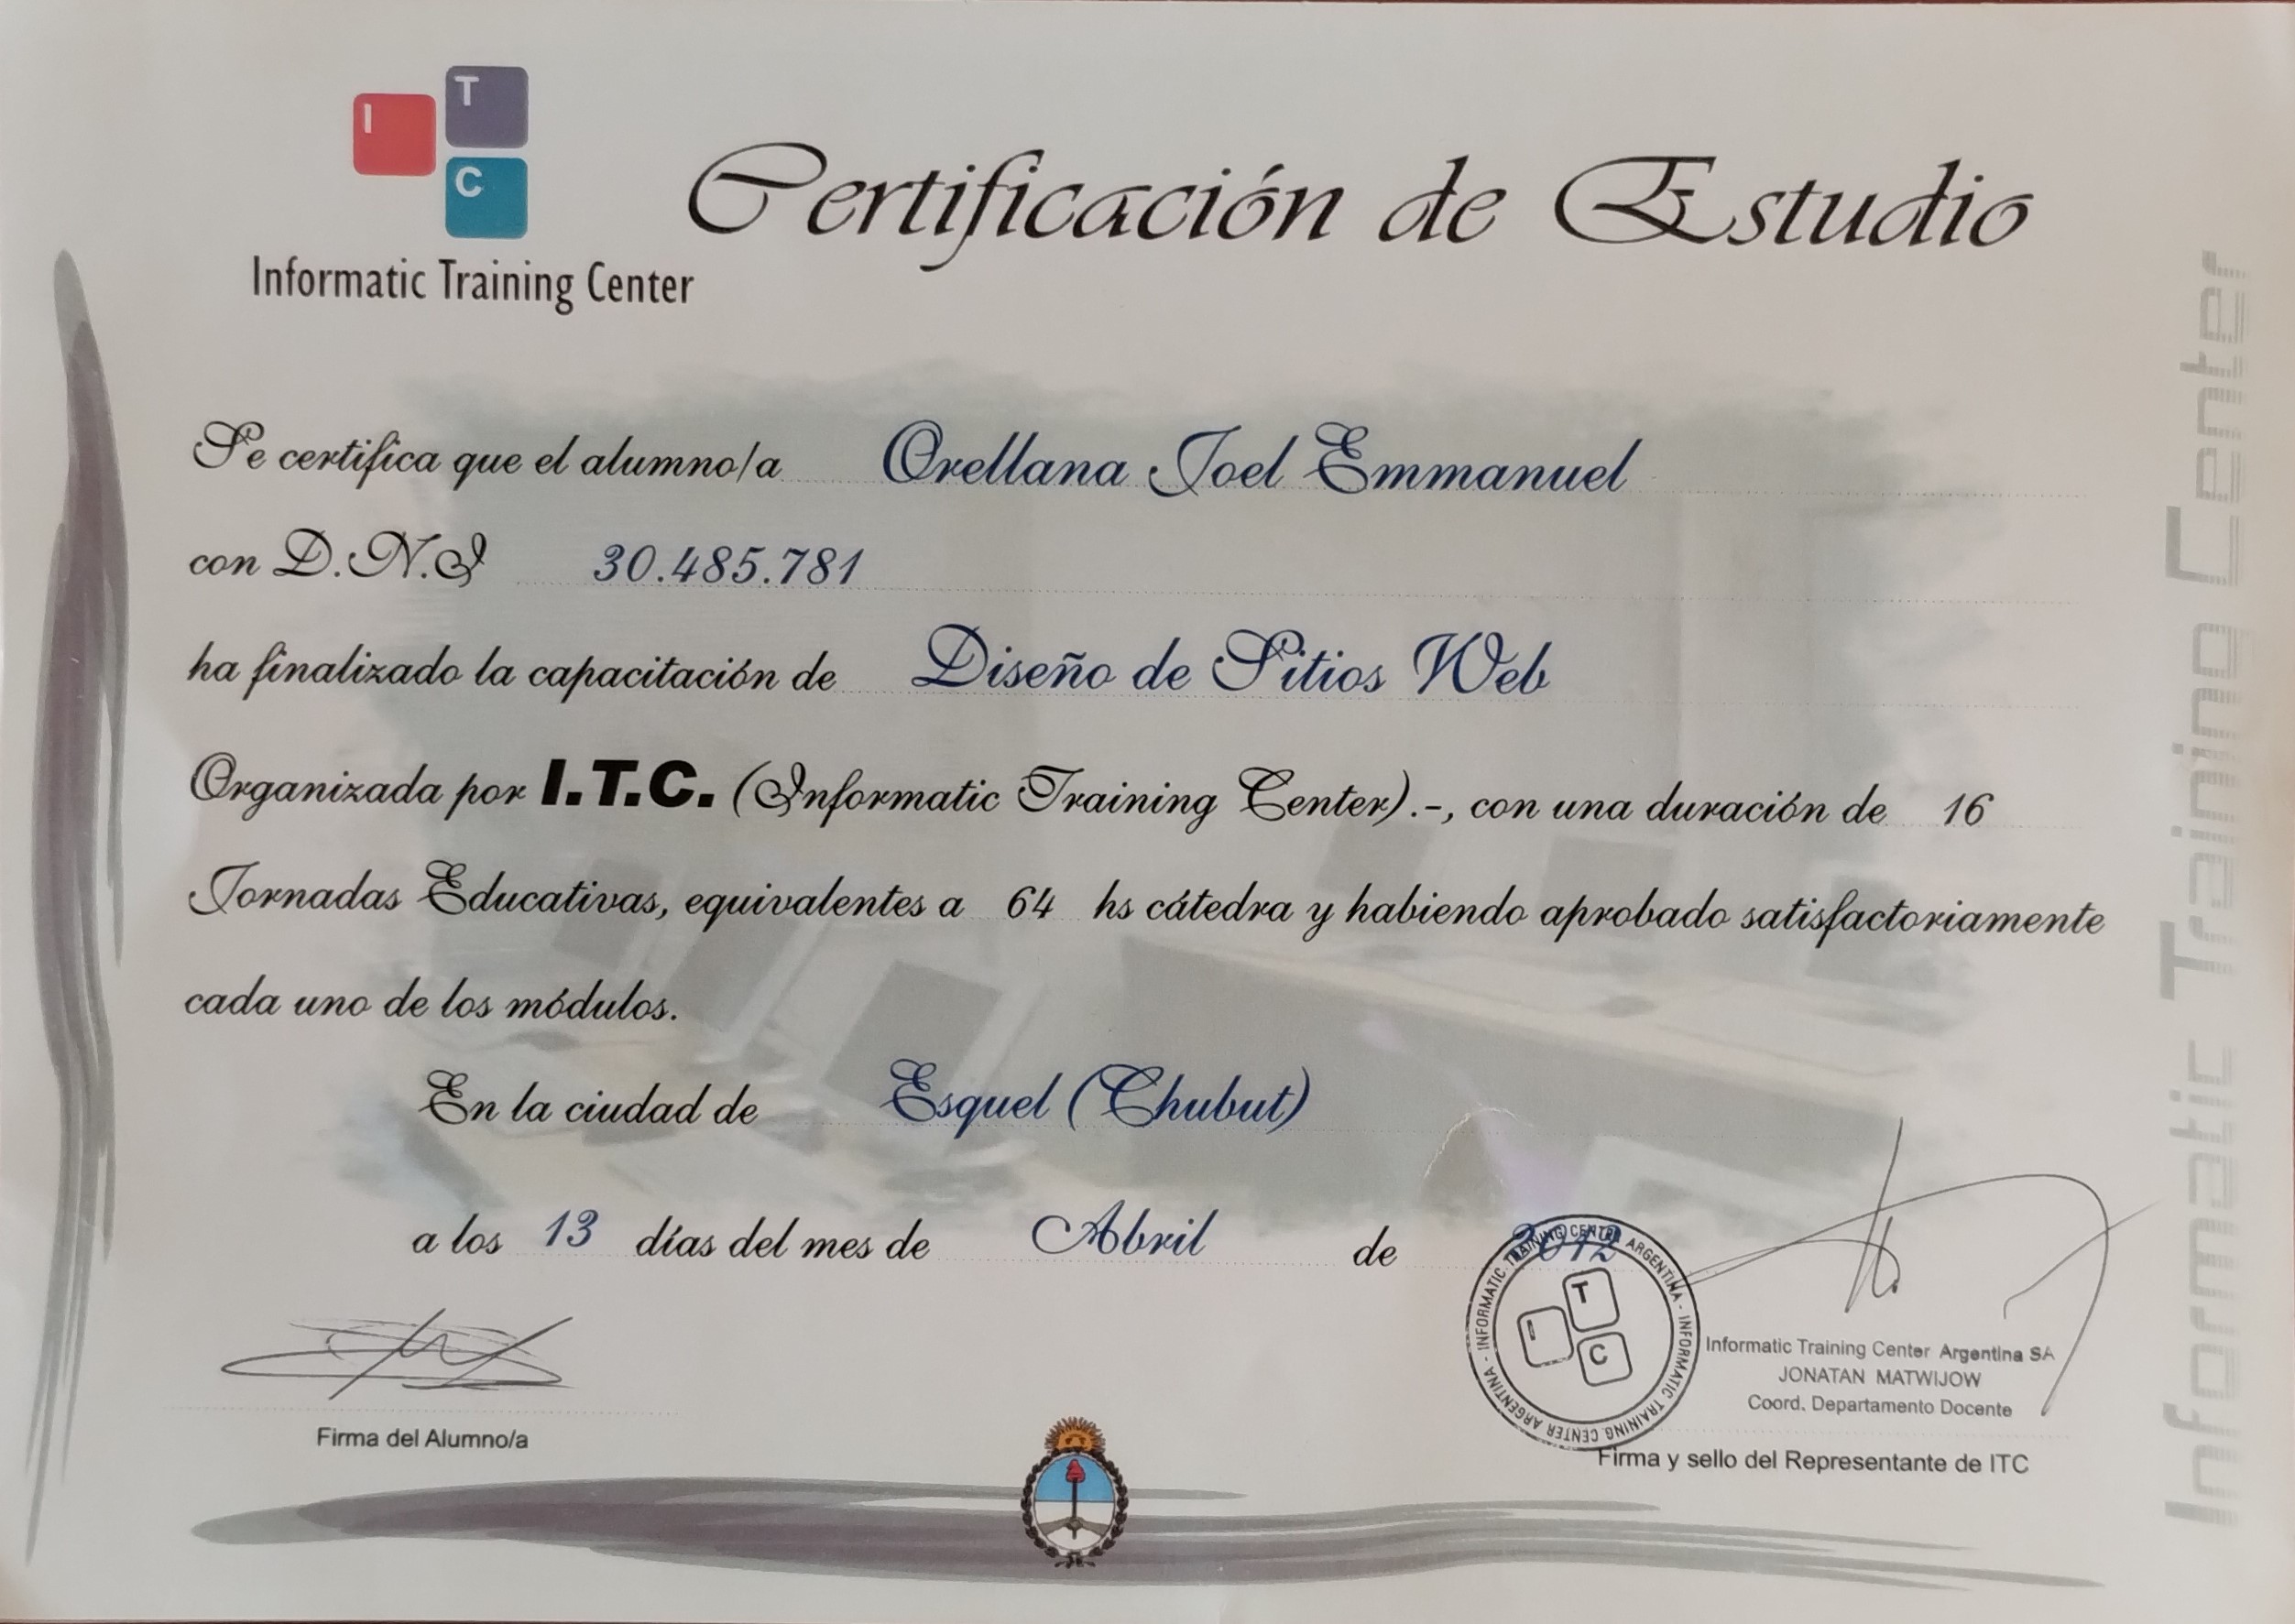 I T C
Informatic Training Center
Certificación de Estudio
Se certifica que el alumno/a Orellana Joel Emmanuel
con D.N.I 30.485.781
ha finalizado la capacitación de Diseño de Sitios Web
Organizada por I.T.C. (Informatic Training Center).-, con una duración de 16
Jornadas Educativas, equivalentes a 64 hs cátedra y habiendo aprobado satisfactoriamente
cada uno de los módulos.
En la ciudad de Esquel (Chubut)
a los 13 días del mes de Abril de 2012
INFORMATIC TRAINING CENTER ARGENTINA - INFORMATIC TRAINING CENTER ARGENTINA -
I T C
Informatic Training Center Argentina SA
JONATAN MATWIJOW
Coord. Departamento Docente
Firma del Alumno/a
Firma y sello del Representante de ITC
Informatic Training Center